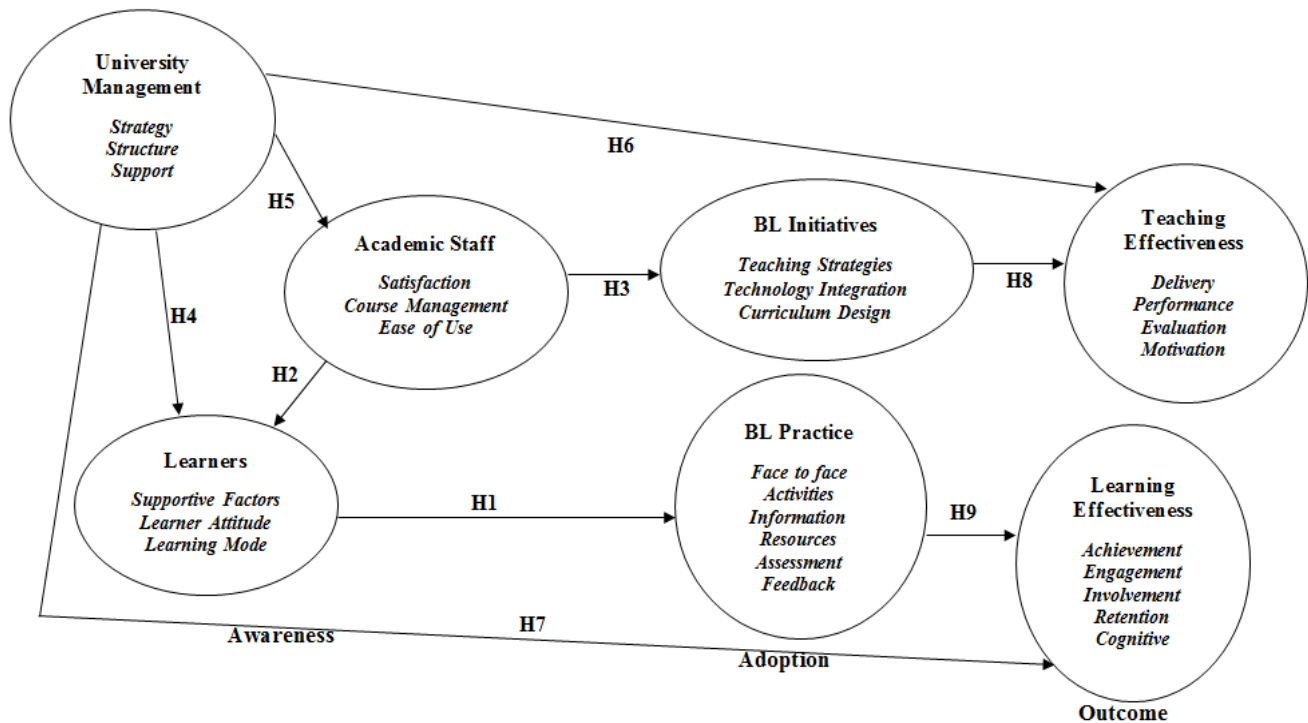 University
Management
Strategy
Structure
Support
H6
H5
Academic Staff
Satisfaction
Course Management
Ease of Use
H3
BL Initiatives
Teaching Strategies
Technology Integration
Curriculum Design
H8
Teaching
Effectiveness
Delivery
Performance
Evaluation
Motivation
H4
H2
Learners
Supportive Factors
Learner Attitude
Learning Mode
H1
BL Practice
Face to face
Activities
Information
Resources
Assessment
Feedback
H9
Learning
Effectiveness
Achievement
Engagement
Involvement
Retention
Cognitive
H7
Awareness
Adoption
Outcome